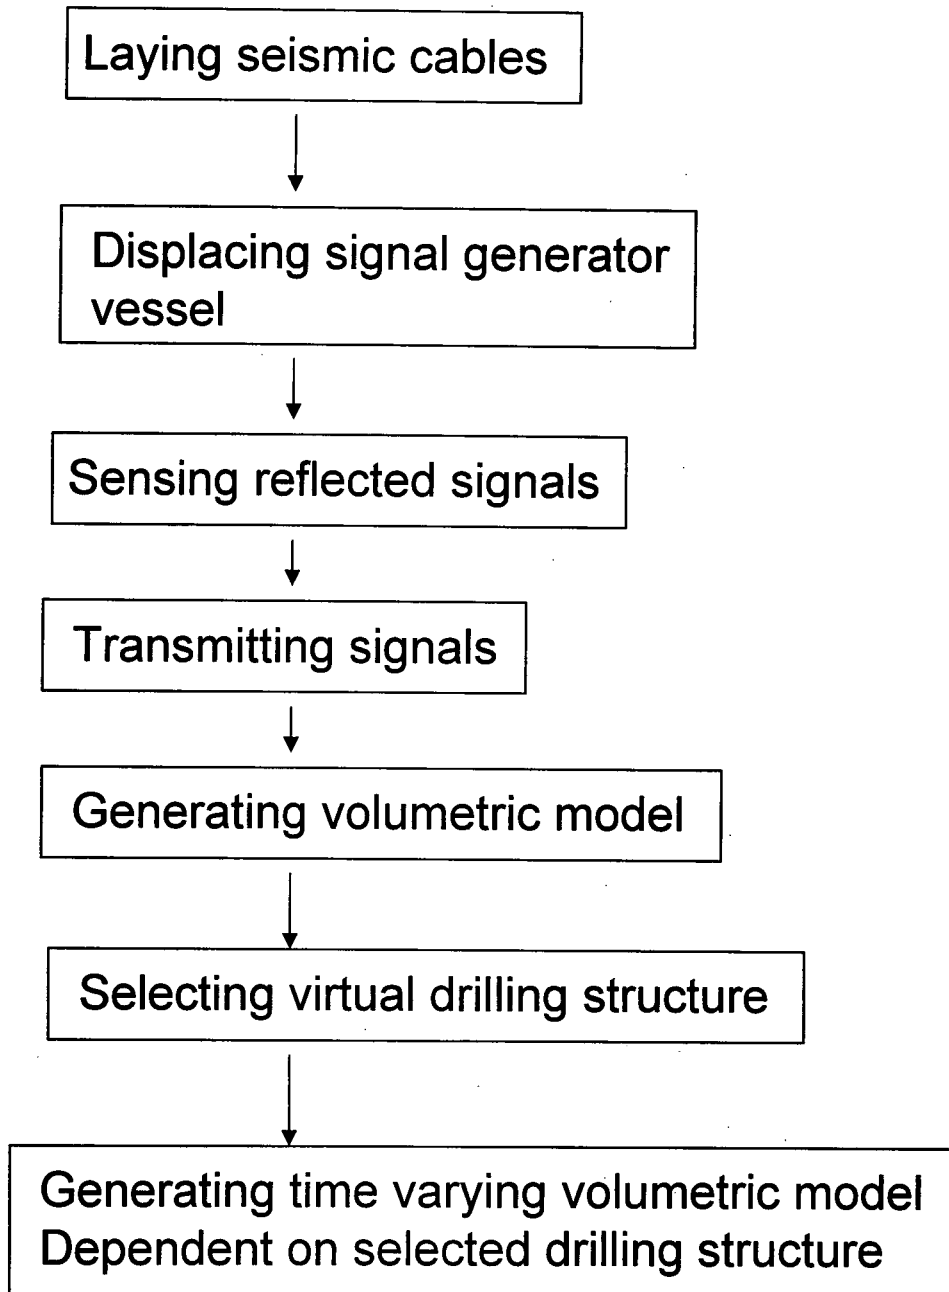 Laying seismic cables
Displacing signal generator
vessel
Sensing reflected signals
Transmitting signals
Generating volumetric model
Selecting virtual drilling structure
Generating time varying volumetric model
Dependent on selected drilling structure